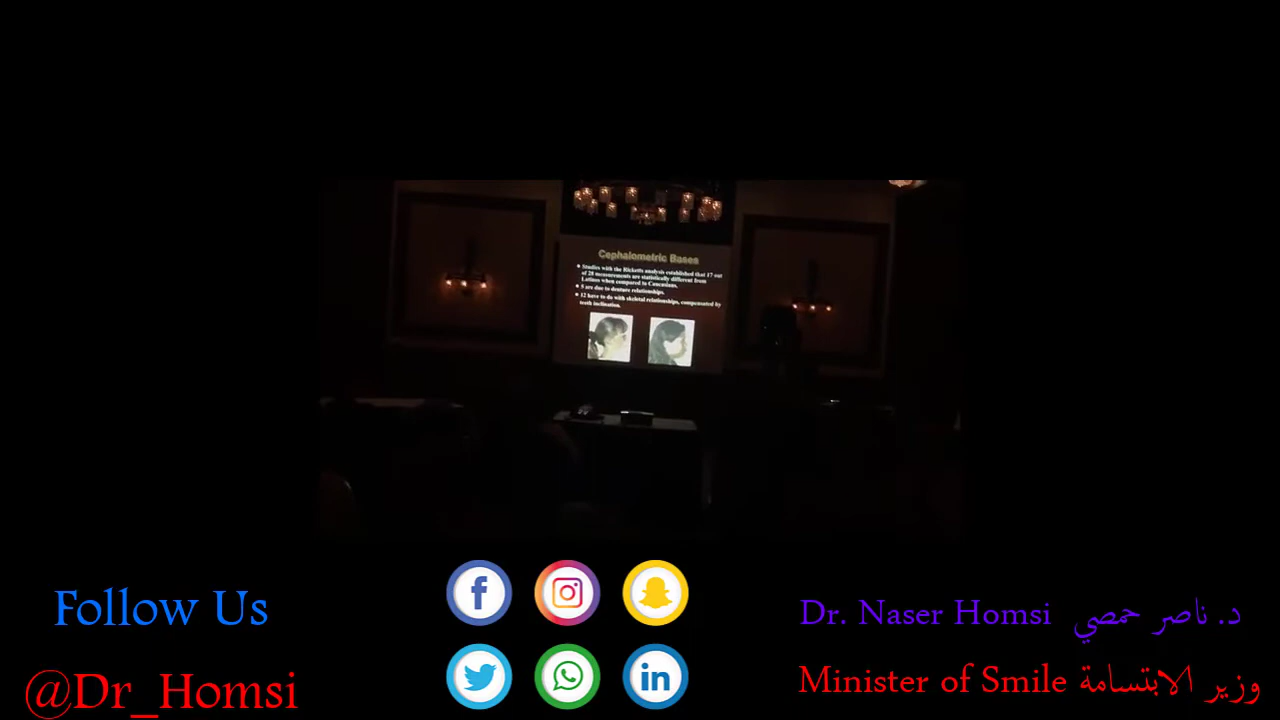 Cephalometric Bases
Studies with the Ricketts analysis established that 17 out
of 28 measurements are statistically different from
Latinos when compared to Caucasians.
5 are due to denture relationships.
12 have to do with skeletal relationships, compensated by
teeth inclination.
Follow Us
@Dr_Homsi
Dr. Naser Homsi د. ناصر حمصي
Minister of Smile وزير الابتسامة